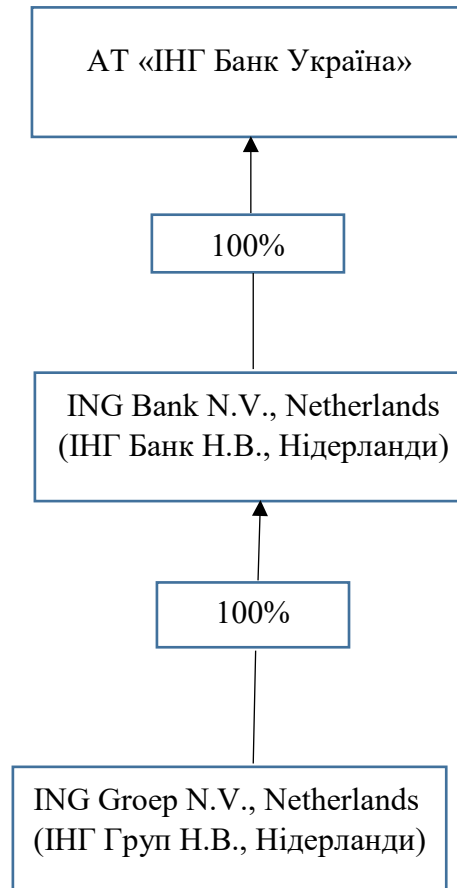 АТ «ІНГ Банк Україна»
100%
ING Bank N.V., Netherlands
(ІНГ Банк Н.В., Нідерланди)
100%
ING Groep N.V., Netherlands
(ІНГ Груп Н.В., Нідерланди)